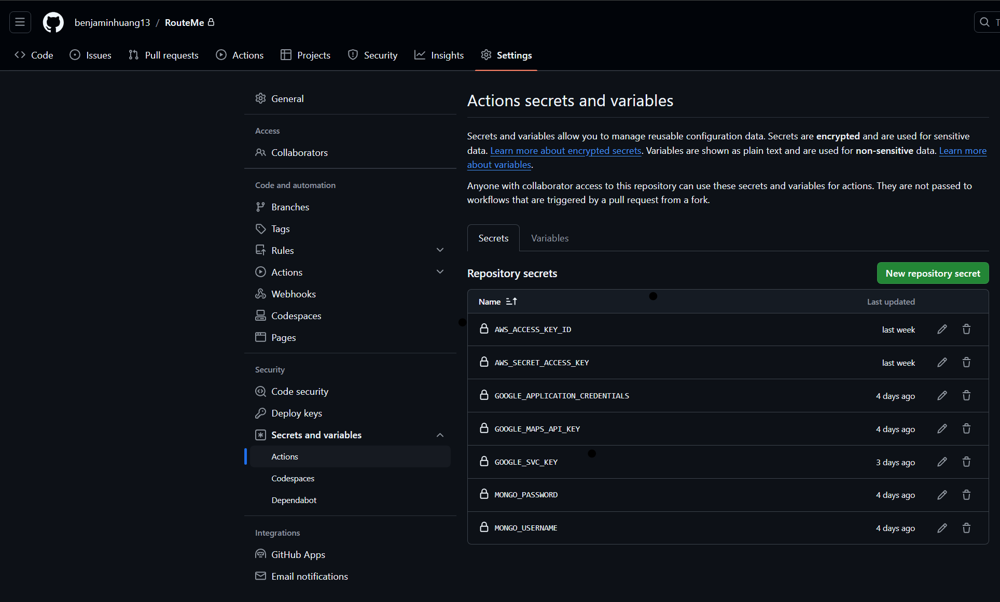 benjaminhuang13 / RouteMe
T
Code Issues Pull requests Actions Projects Security Insights Settings
General
Access
Collaborators
Code and automation
Branches
Tags
Rules
Actions
Webhooks
Codespaces
Pages
Security
Code security
Deploy keys
Secrets and variables
Actions
Codespaces
Dependabot
Integrations
GitHub Apps
Email notifications
Actions secrets and variables
Secrets and variables allow you to manage reusable configuration data. Secrets are encrypted and are used for sensitive
data. Learn more about encrypted secrets. Variables are shown as plain text and are used for non-sensitive data. Learn more
about variables.
Anyone with collaborator access to this repository can use these secrets and variables for actions. They are not passed to
workflows that are triggered by a pull request from a fork.
Secrets Variables
Repository secrets New repository secret
Name Last updated
AWS_ACCESS_KEY_ID last week
AWS_SECRET_ACCESS_KEY last week
GOOGLE_APPLICATION_CREDENTIALS 4 days ago
GOOGLE_MAPS_API_KEY 4 days ago
GOOGLE_SVC_KEY 3 days ago
MONGO_PASSWORD 4 days ago
MONGO_USERNAME 4 days ago